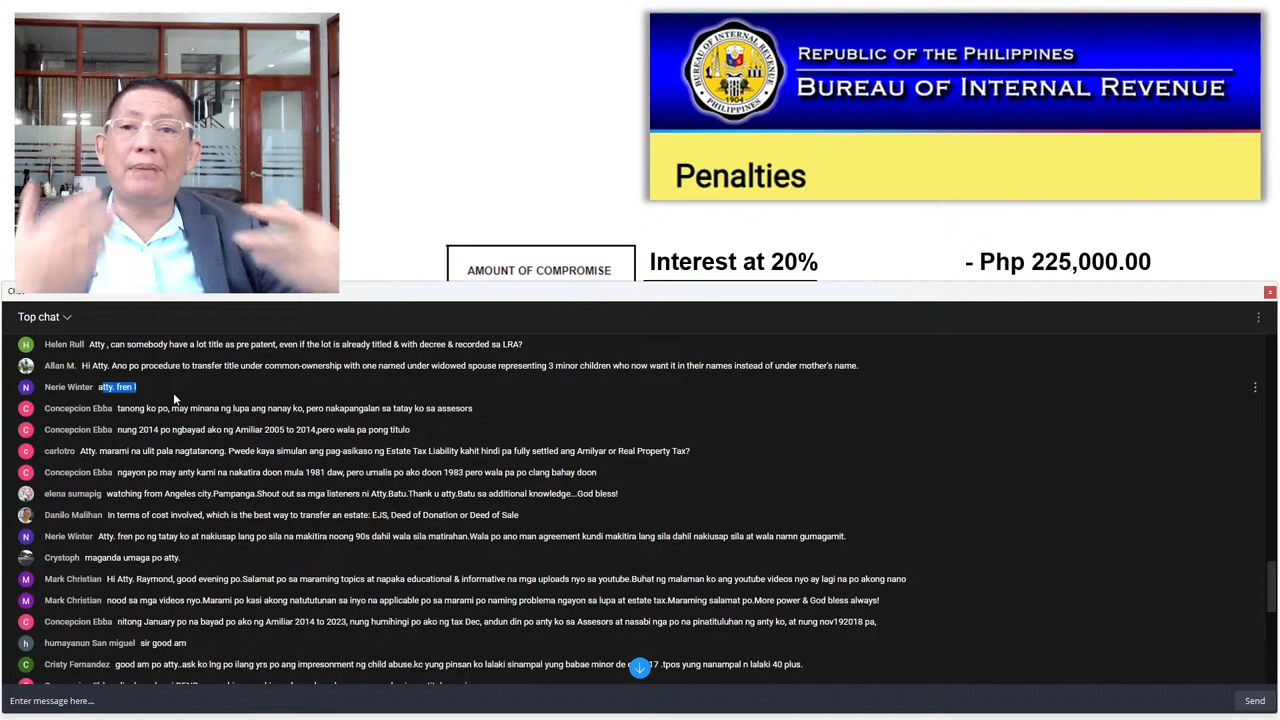 REPUBLIC OF THE PHILIPPINES
BUREAU OF INTERNAL REVENUE
BUREAU OF INTERNAL REVENUE
1904
PHILIPPINES
Penalties
AMOUNT OF COMPROMISE
Interest at 20% - Php 225,000.00
Top chat
Helen Rull Atty , can somebody have a lot title as pre patent, even if the lot is already titled & with decree & recorded sa LRA?
Allan M. Hi Atty. Ano po procedure to transfer title under common-ownership with one named under widowed spouse representing 3 minor children who now want it in their names instead of under mother's name.
Nerie Winter atty. fren l
Concepcion Ebba tanong ko po, may minana ng lupa ang nanay ko, pero nakapangalan sa tatay ko sa assesors
Concepcion Ebba nung 2014 po ngbayad ako ng Amiliar 2005 to 2014,pero wala pa pong titulo
carlotro Atty. marami na ulit pala nagtatanong. Pwede kaya simulan ang pag-asikaso ng Estate Tax Liability kahit hindi pa fully settled ang Amilyar or Real Property Tax?
Concepcion Ebba ngayon po may anty kami na nakatira doon mula 1981 daw, pero umalis po ako doon 1983 pero wala pa po clang bahay doon
elena sumapig watching from Angeles city.Pampanga.Shout out sa mga listeners ni Atty.Batu.Thank u atty.Batu sa additional knowledge...God bless!
Danilo Malihan In terms of cost involved, which is the best way to transfer an estate: EJS, Deed of Donation or Deed of Sale
Nerie Winter Atty. fren po ng tatay ko at nakiusap lang po sila na makitira noong 90s dahil wala sila matirahan.Wala po ano man agreement kundi makitira lang sila dahil nakiusap sila at wala namn gumagamit.
Crystoph maganda umaga po atty.
Mark Christian Hi Atty. Raymond, good evening po.Salamat po sa maraming topics at napaka educational & informative na mga uploads nyo sa youtube.Buhat ng malaman ko ang youtube videos nyo ay lagi na po akong nano
Mark Christian nood sa mga videos nyo.Marami po kasi akong natututunan sa inyo na applicable po sa marami po naming problema ngayon sa lupa at estate tax.Maraming salamat po.More power & God bless always!
Concepcion Ebba nitong January po na bayad po ako ng Amiliar 2014 to 2023, nung humihingi po ako ng tax Dec, andun din po anty ko sa Assesors at nasabi nga po na pinatituluhan ng anty ko, at nung nov192018 pa,
humayanun San miguel sir good am
Cristy Fernandez good am po atty..ask ko lng po ilang yrs po ang impresonment ng child abuse.kc yung pinsan ko lalaki sinampal yung babae minor de 17 .tpos yung nanampal n lalaki 40 plus.
Enter message here...
Send